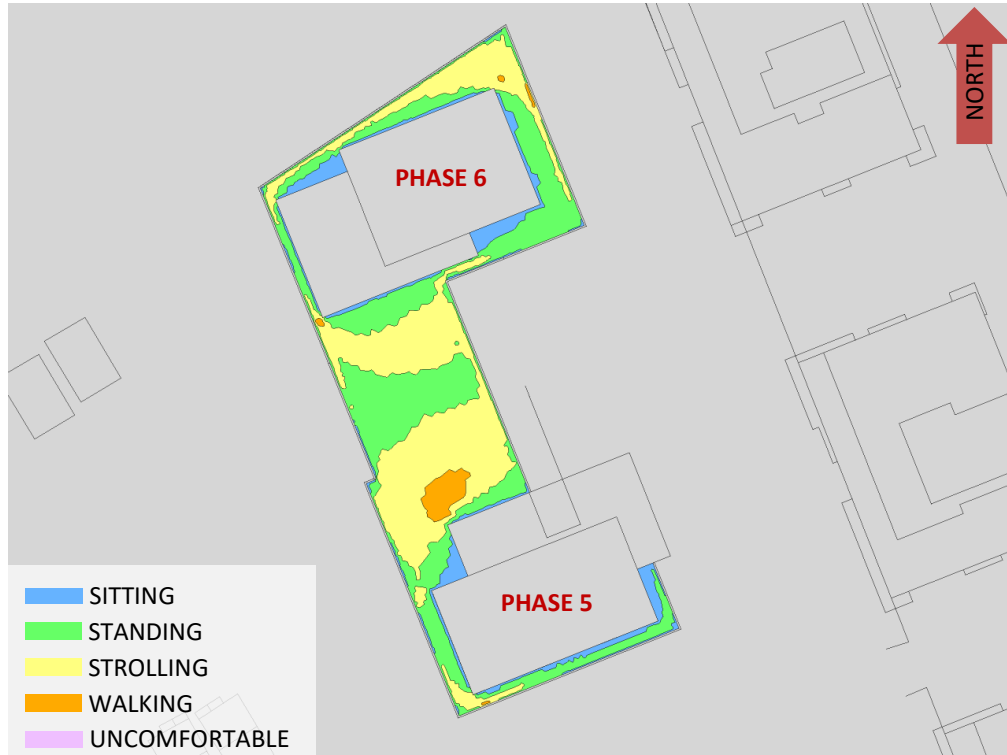 NORTH
PHASE 6
PHASE 5
SITTING
STANDING
STROLLING
WALKING
UNCOMFORTABLE